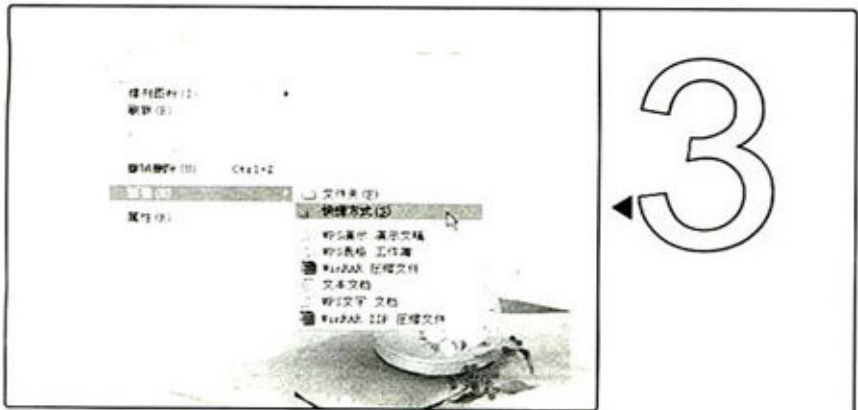 排列图标(I)
刷新(E)
撤销删除(U) Ctrl+Z
新建(W)
属性(R)
文件夹(F)
快捷方式(S)
WPS演示 演示文稿
WPS表格 工作簿
WinRAR 压缩文件
文本文档
WPS文字 文档
WinRAR ZIP 压缩文件
3